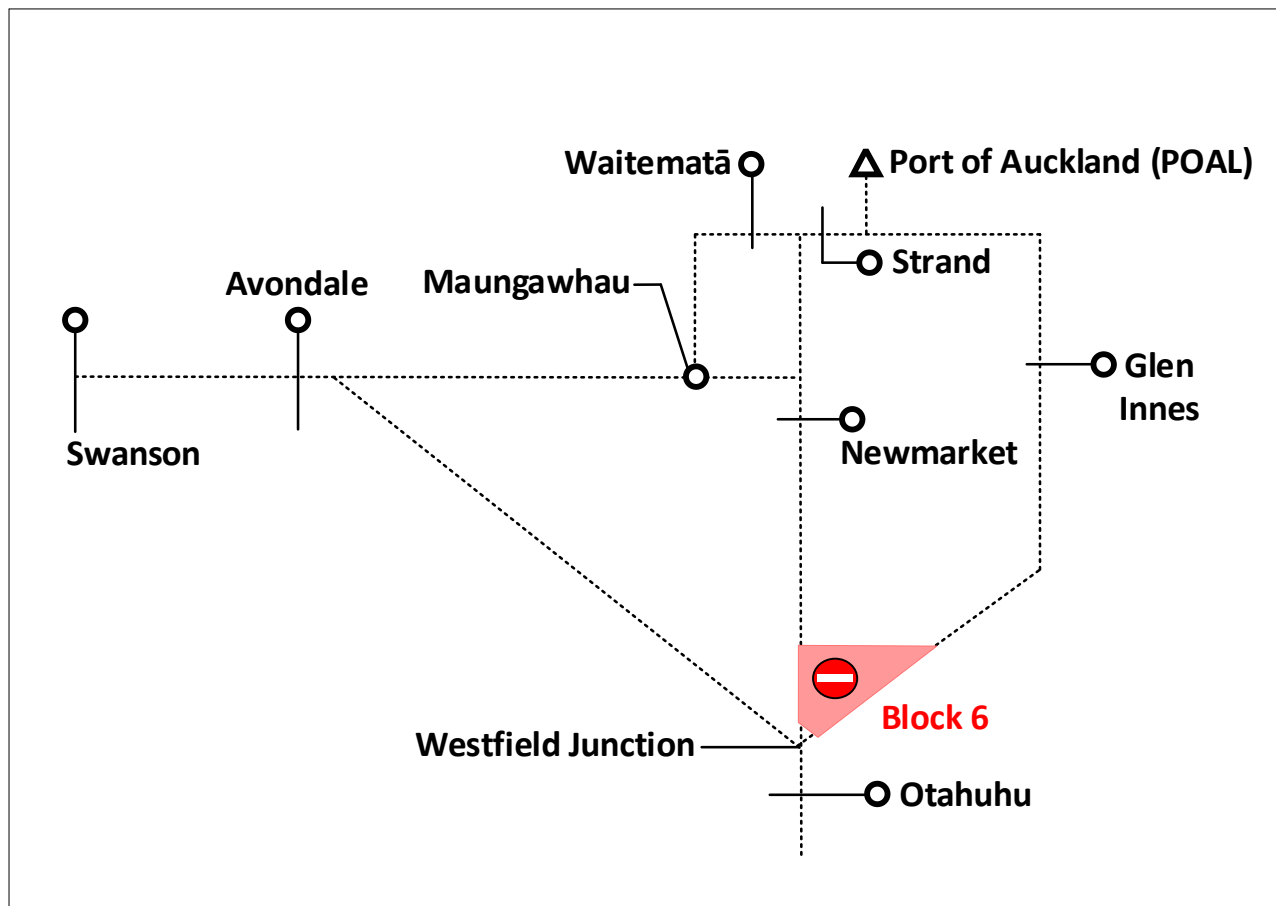 Waitematā
Port of Auckland (POAL)
Strand
Avondale
Maungawhau
Glen
Innes
Swanson
Newmarket
Block 6
Westfield Junction
Otahuhu